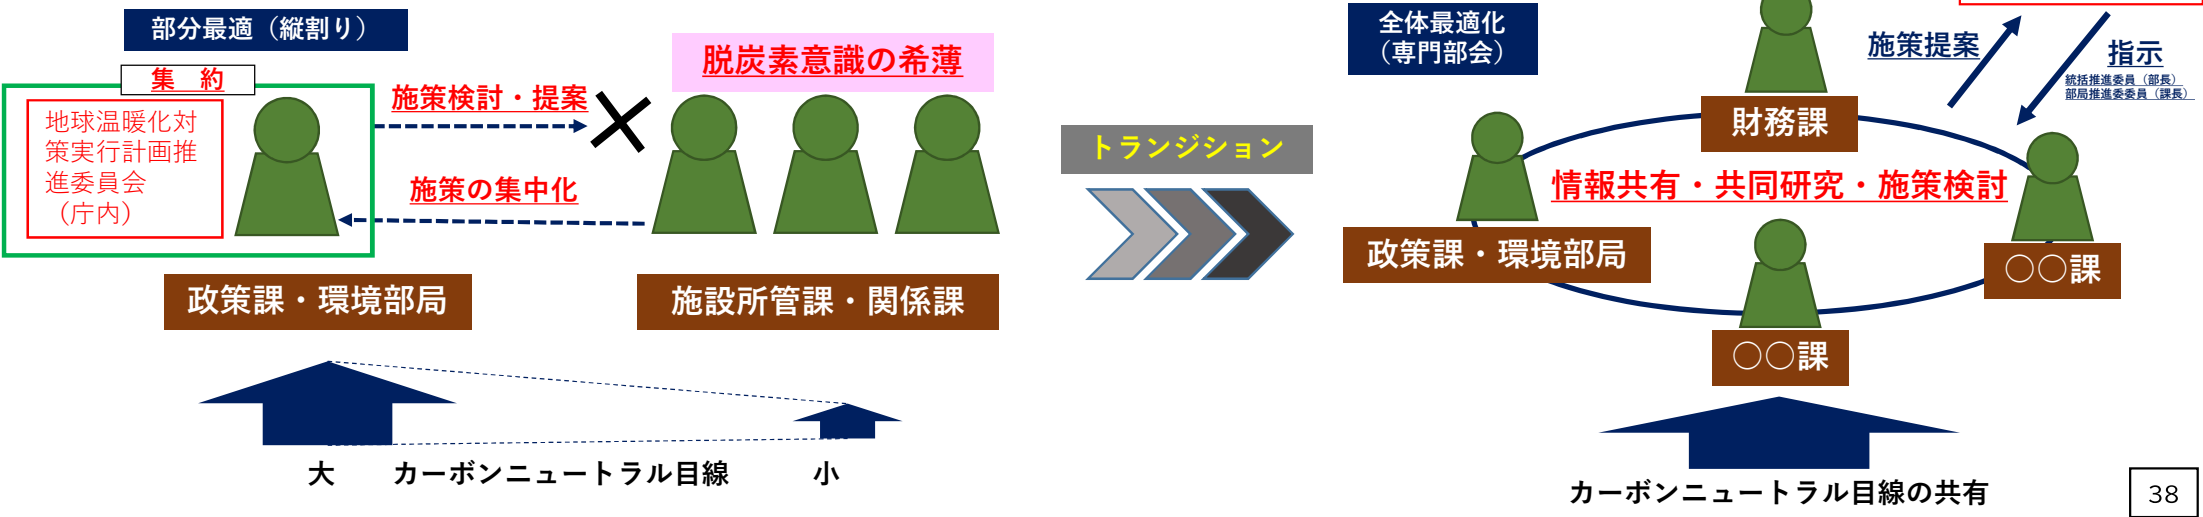 部分最適（縦割り）
集　約
地球温暖化対
策実行計画推
進委員会
（庁内）
施策検討・提案
施策の集中化
脱炭素意識の希薄
政策課・環境部局
施設所管課・関係課
大
カーボンニュートラル目線
小
トランジション
全体最適化
（専門部会）
施策提案
指示
統括推進委員（部長）
部局推進委委員（課長）
財務課
情報共有・共同研究・施策検討
政策課・環境部局
○○課
○○課
カーボンニュートラル目線の共有
38